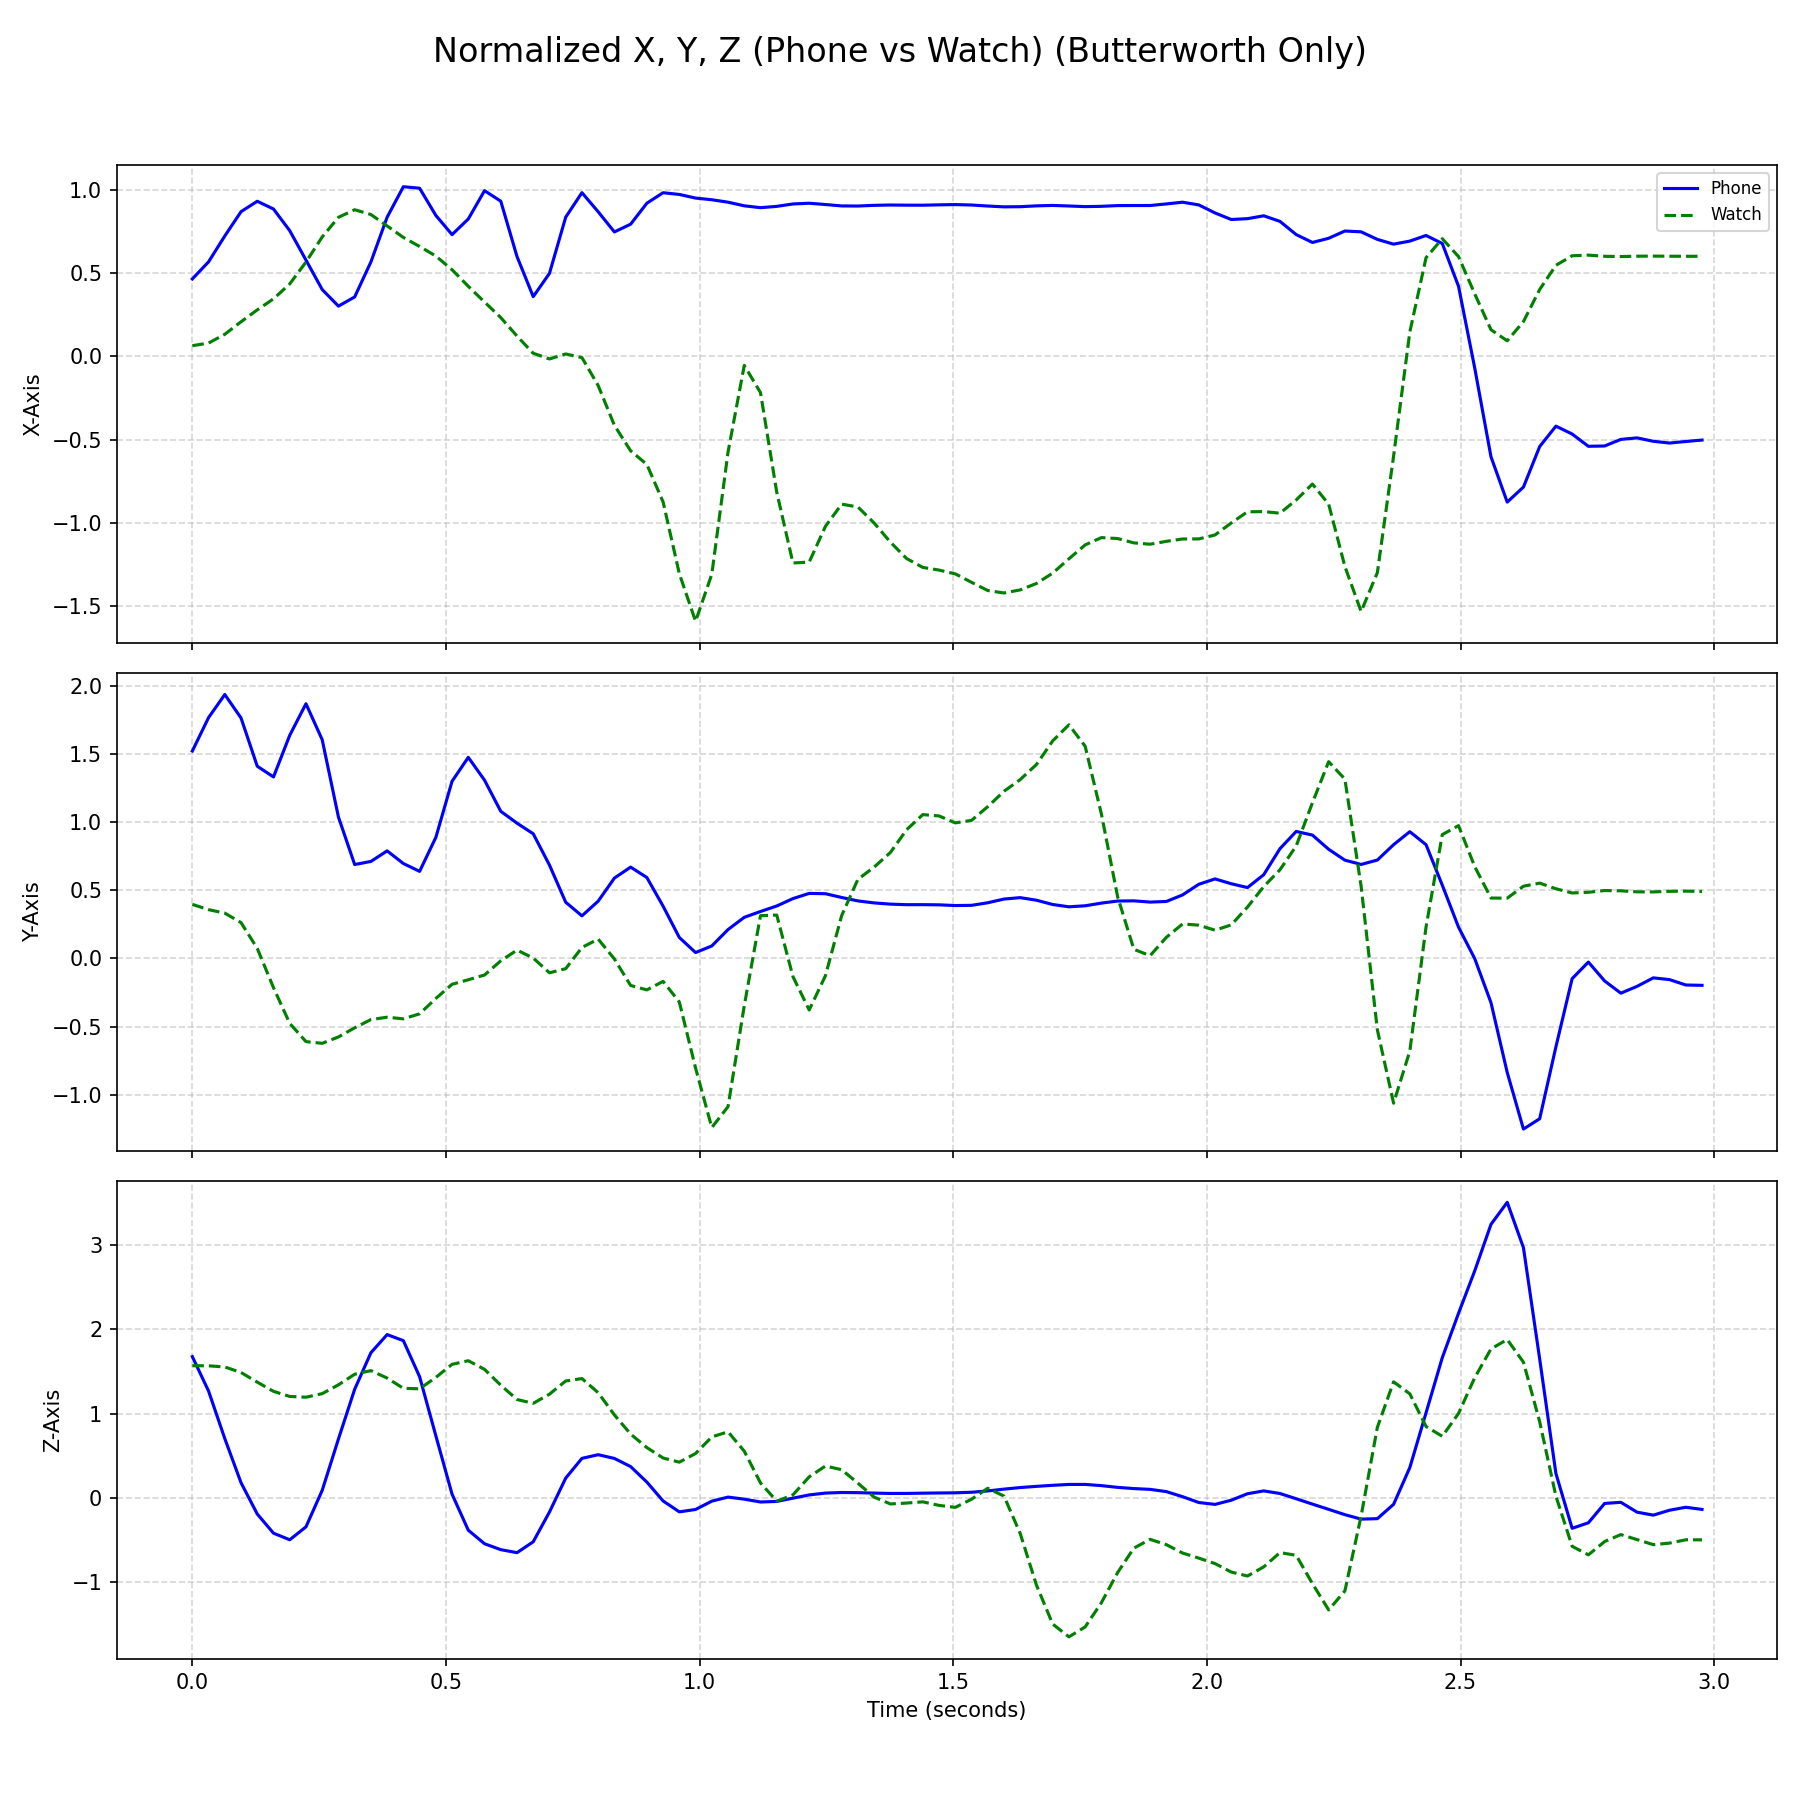 Normalized X, Y, Z (Phone vs Watch) (Butterworth Only)
Phone
Watch
X-Axis
1.0
0.5
0.0
−0.5
−1.0
−1.5
Y-Axis
2.0
1.5
1.0
0.5
0.0
−0.5
−1.0
Z-Axis
3
2
1
0
−1
0.0 0.5 1.0 1.5 2.0 2.5 3.0
Time (seconds)